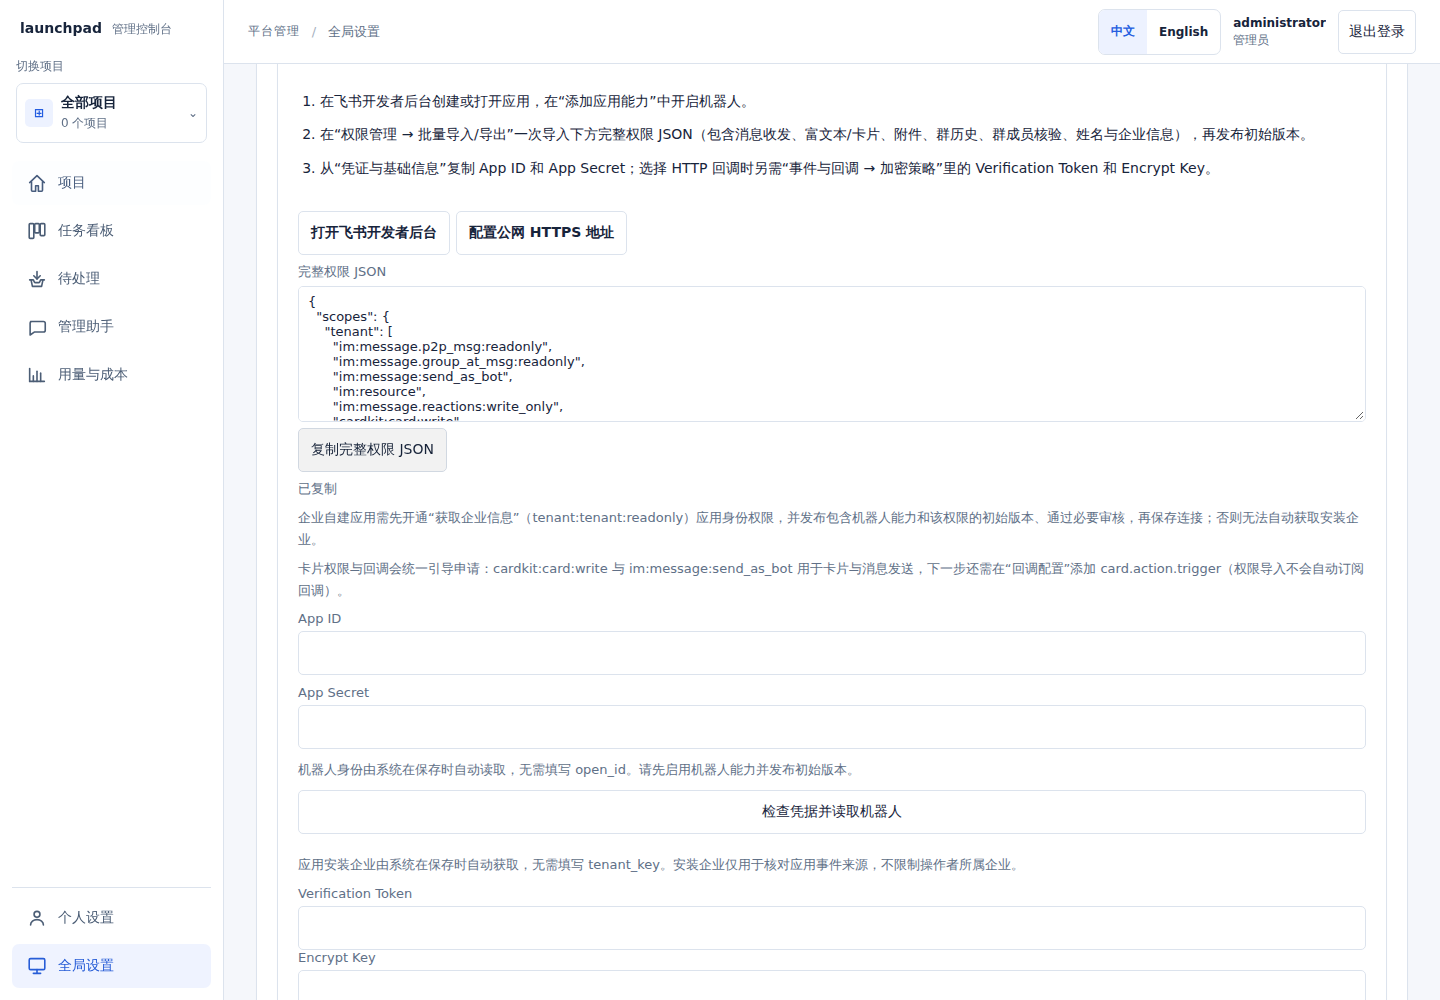 launchpad 管理控制台
切换项目
全部项目
0 个项目
项目
任务看板
待处理
管理助手
用量与成本
个人设置
全局设置
平台管理 / 全局设置
中文 English
administrator
管理员
退出登录
1. 在飞书开发者后台创建或打开应用，在“添加应用能力”中开启机器人。
2. 在“权限管理 → 批量导入/导出”一次导入下方完整权限 JSON（包含消息收发、富文本/卡片、附件、群历史、群成员核验、姓名与企业信息），再发布初始版本。
3. 从“凭证与基础信息”复制 App ID 和 App Secret；选择 HTTP 回调时另需“事件与回调 → 加密策略”里的 Verification Token 和 Encrypt Key。
打开飞书开发者后台 配置公网 HTTPS 地址
完整权限 JSON
{
"scopes": {
"tenant": [
"im:message.p2p_msg:readonly",
"im:message.group_at_msg:readonly",
"im:message:send_as_bot",
"im:resource",
"im:message.reactions:write_only",
"cardkit:card:write"
复制完整权限 JSON
已复制
企业自建应用需先开通“获取企业信息”（tenant:tenant:readonly）应用身份权限，并发布包含机器人能力和该权限的初始版本、通过必要审核，再保存连接；否则无法自动获取安装企
业。
卡片权限与回调会统一引导申请：cardkit:card:write 与 im:message:send_as_bot 用于卡片与消息发送，下一步还需在“回调配置”添加 card.action.trigger（权限导入不会自动订阅
回调）。
App ID
App Secret
机器人身份由系统在保存时自动读取，无需填写 open_id。请先启用机器人能力并发布初始版本。
检查凭据并读取机器人
应用安装企业由系统在保存时自动获取，无需填写 tenant_key。安装企业仅用于核对应用事件来源，不限制操作者所属企业。
Verification Token
Encrypt Key